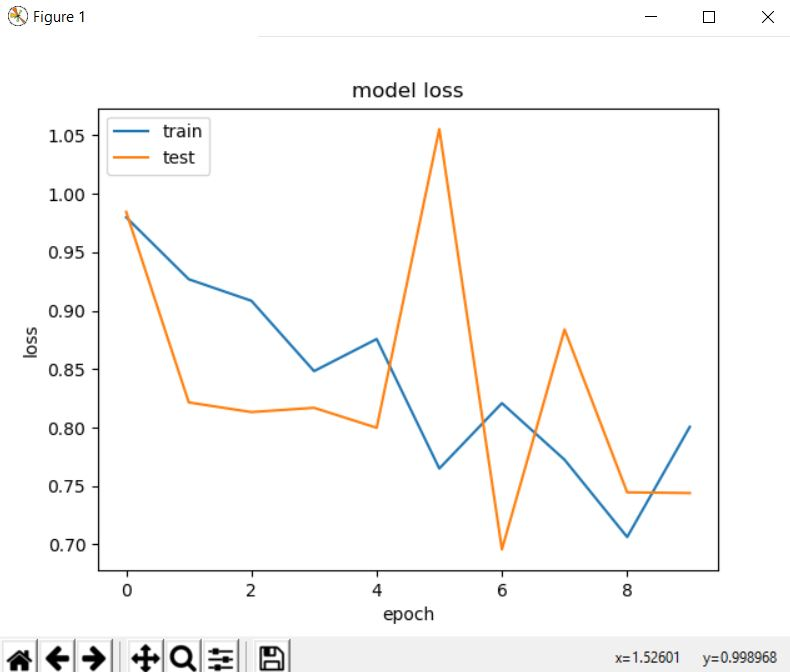 Figure 1
model loss
train
test
1.05
1.00
0.95
0.90
0.85
0.80
0.75
0.70
loss
0 2 4 6 8
epoch
x=1.52601 y=0.998968